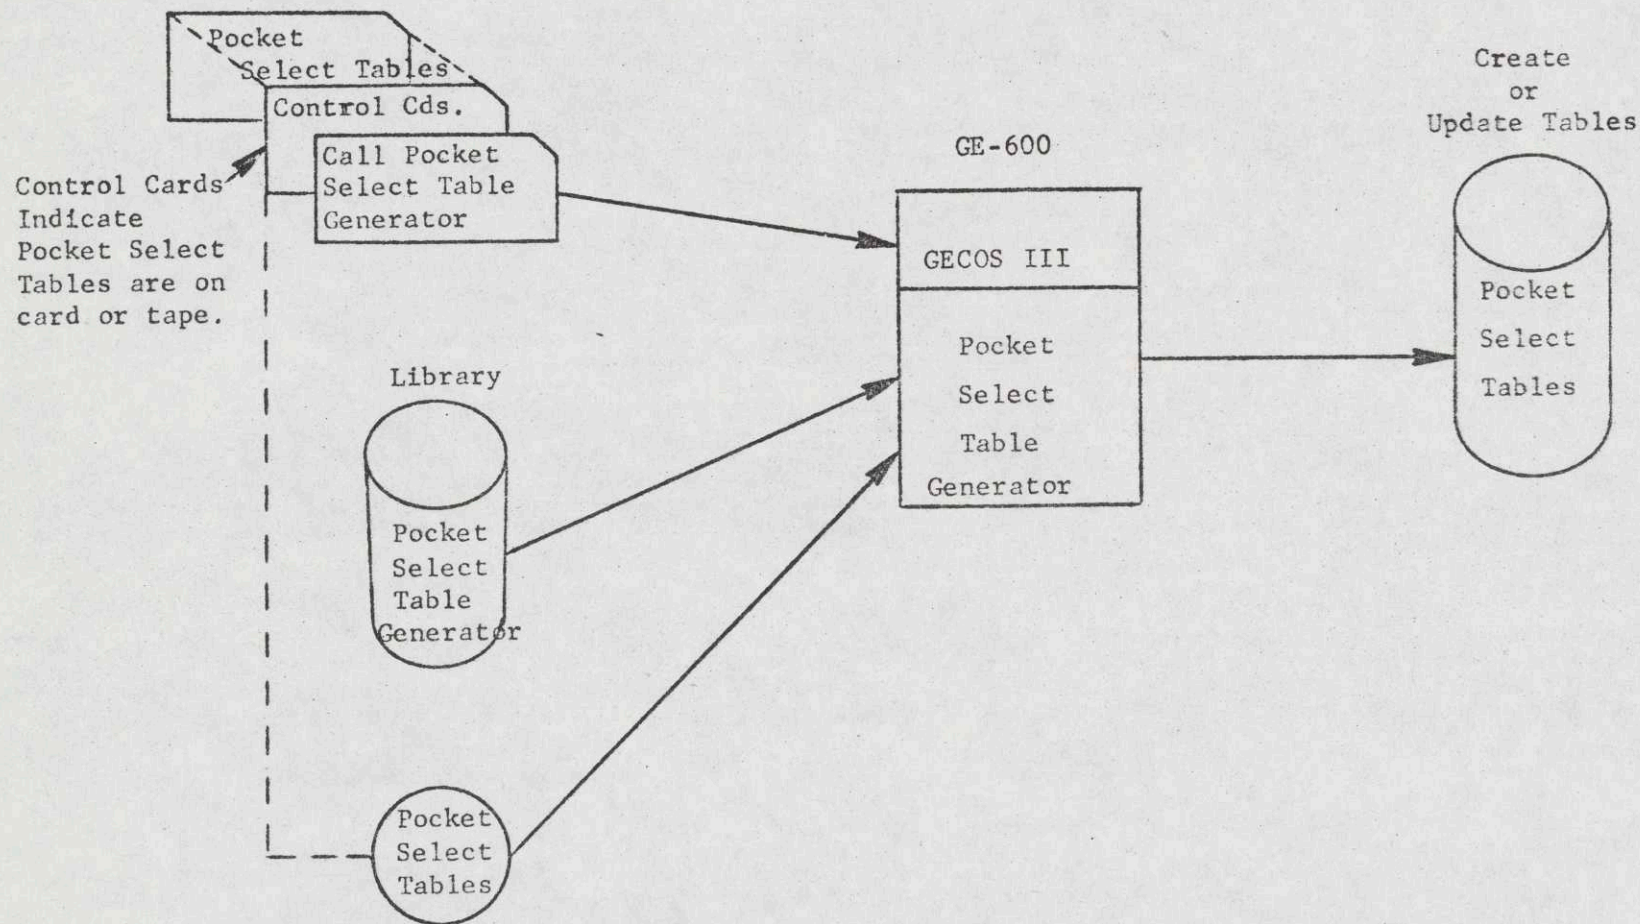 Pocket
Select Tables
Control Cds.
Call Pocket
Select Table
Generator
Control Cards
Indicate
Pocket Select
Tables are on
card or tape.
Library
Pocket
Select
Table
Generator
Pocket
Select
Tables
GE-600
GECOS III
Pocket
Select
Table
Generator
Create
or
Update Tables
Pocket
Select
Tables